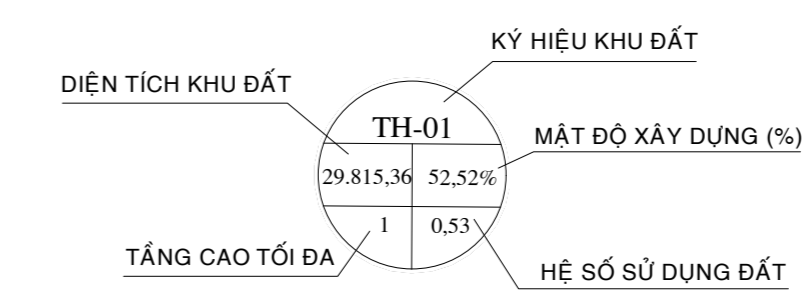 KÝ HIỆU KHU ĐẤT
DIỆN TÍCH KHU ĐẤT
TH-01
MẬT ĐỘ XÂY DỰNG (%)
29.815,36 52,52%
1 0,53
TẦNG CAO TỐI ĐA
HỆ SỐ SỬ DỤNG ĐẤT